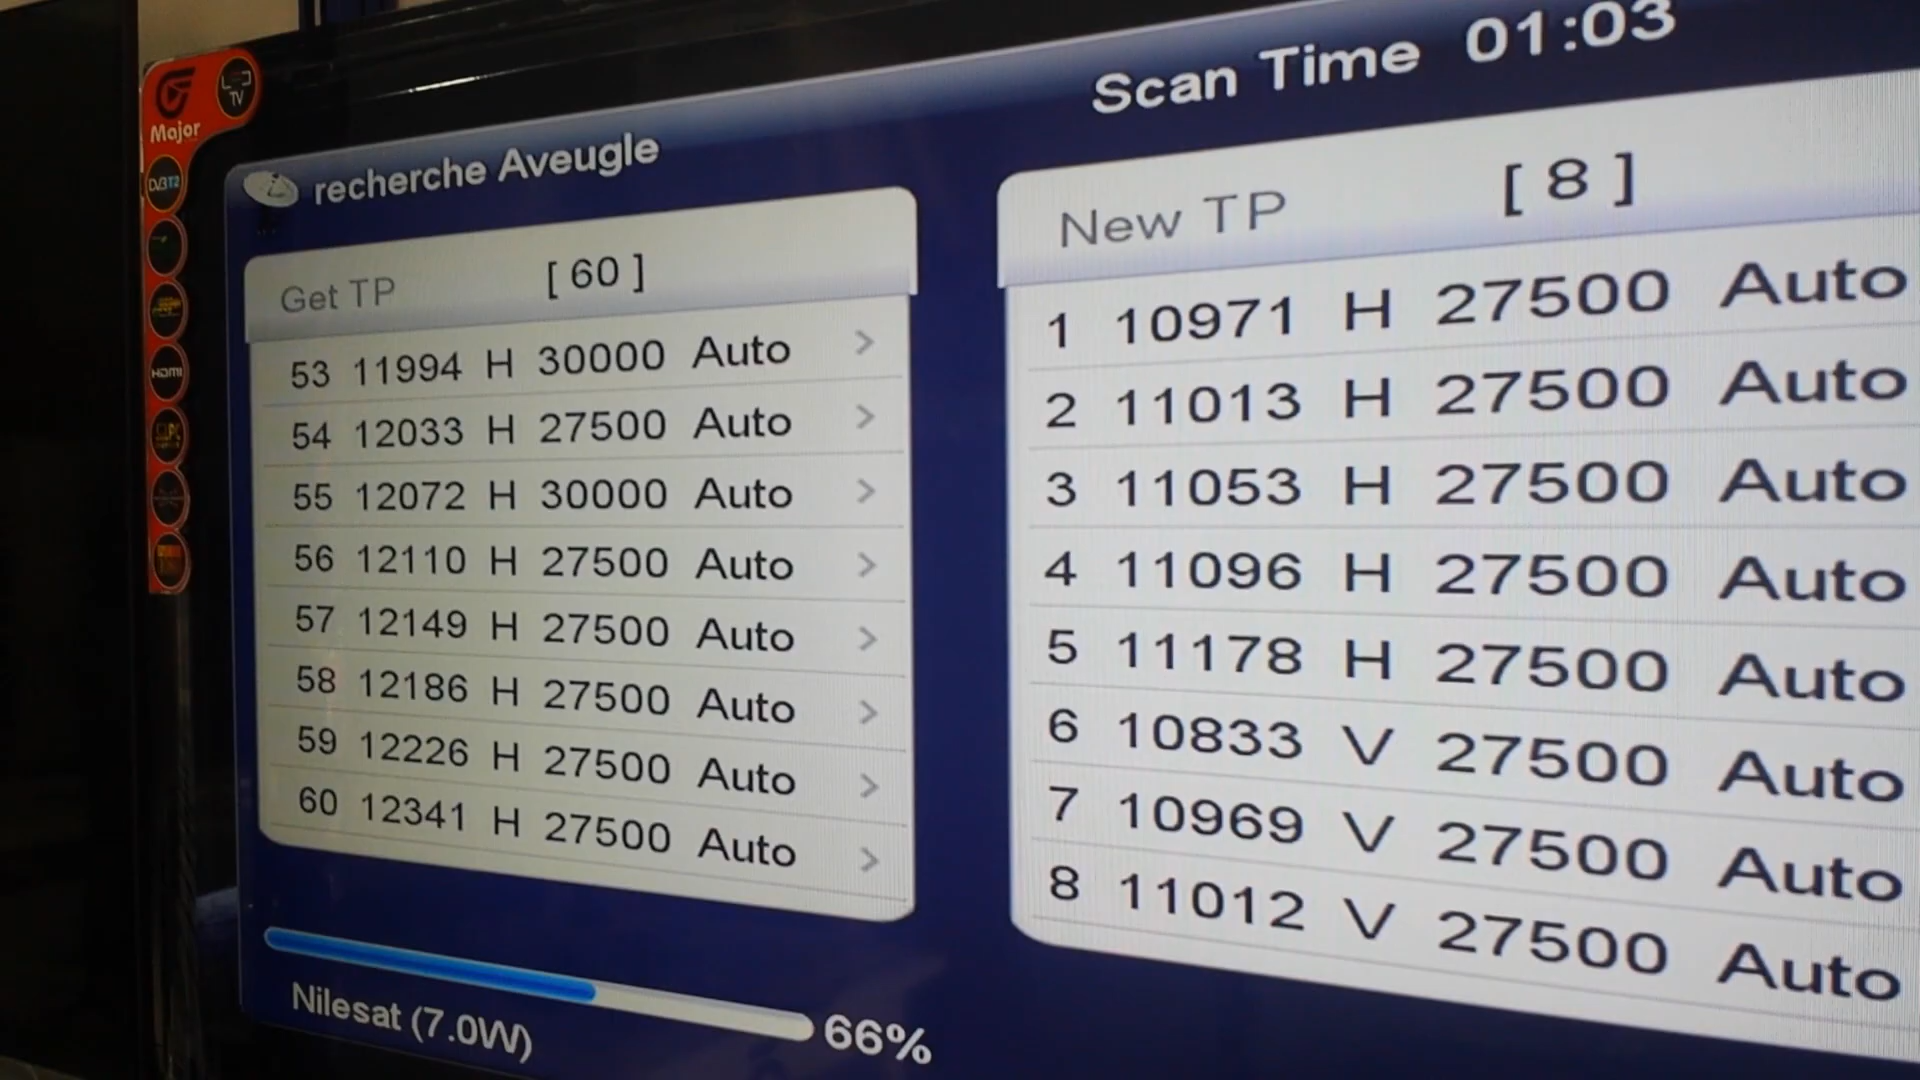 Major
LED TV
DVBT2
HDMI
recherche Aveugle
Scan Time 01:03
Get TP [ 60 ]
53 11994 H 30000 Auto >
54 12033 H 27500 Auto >
55 12072 H 30000 Auto >
56 12110 H 27500 Auto >
57 12149 H 27500 Auto >
58 12186 H 27500 Auto >
59 12226 H 27500 Auto >
60 12341 H 27500 Auto >
New TP [ 8 ]
1 10971 H 27500 Auto
2 11013 H 27500 Auto
3 11053 H 27500 Auto
4 11096 H 27500 Auto
5 11178 H 27500 Auto
6 10833 V 27500 Auto
7 10969 V 27500 Auto
8 11012 V 27500 Auto
66%
Nilesat (7.0W)